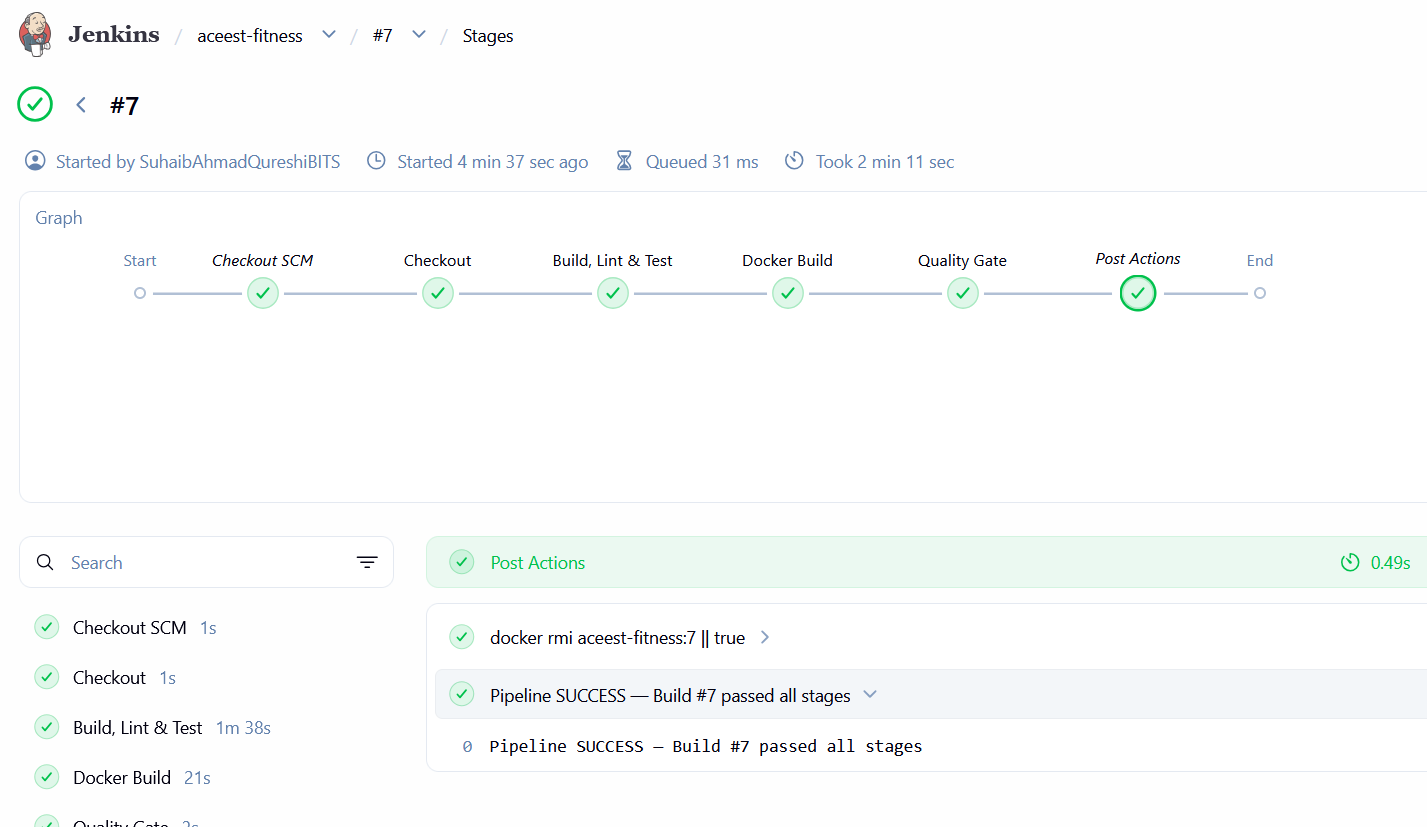 Jenkins / aceest-fitness / #7 / Stages
#7
Started by SuhaibAhmadQureshiBITS Started 4 min 37 sec ago Queued 31 ms Took 2 min 11 sec
Graph
Start Checkout SCM Checkout Build, Lint & Test Docker Build Quality Gate Post Actions End
Search
Checkout SCM 1s
Checkout 1s
Build, Lint & Test 1m 38s
Docker Build 21s
Quality Gate 2s
Post Actions 0.49s
docker rmi aceest-fitness:7 || true
Pipeline SUCCESS — Build #7 passed all stages
0 Pipeline SUCCESS — Build #7 passed all stages